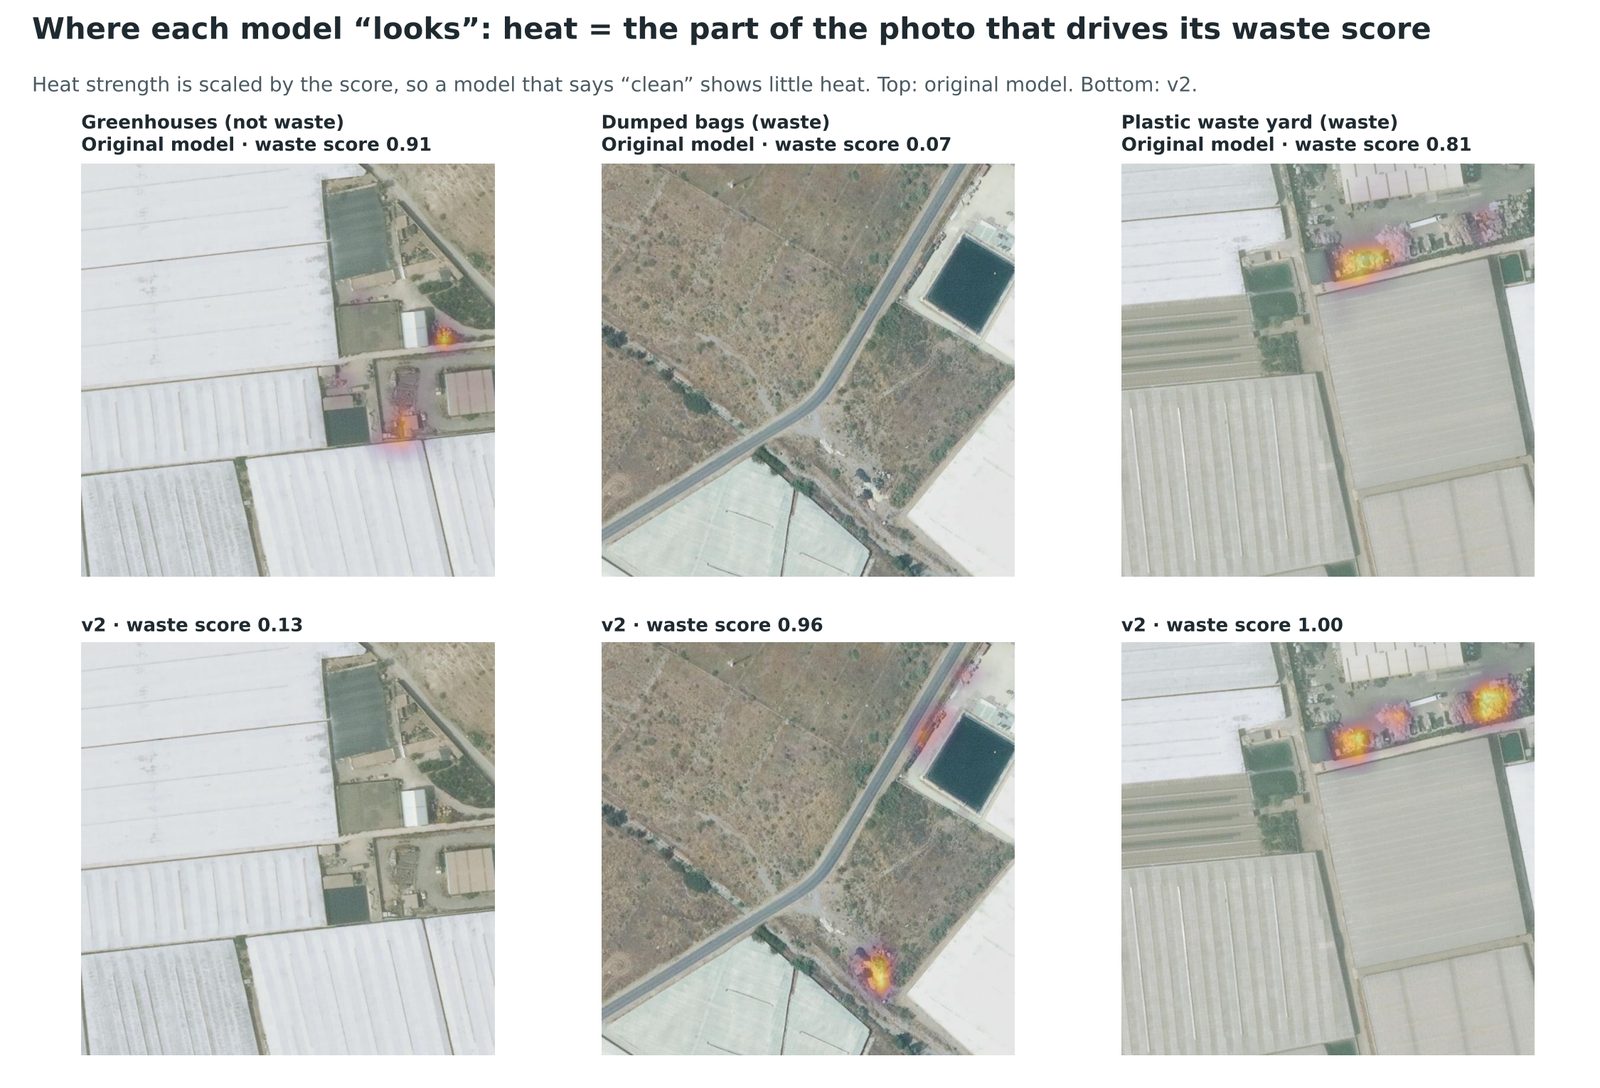 Where each model “looks”: heat = the part of the photo that drives its waste score
Heat strength is scaled by the score, so a model that says “clean” shows little heat. Top: original model. Bottom: v2.
Greenhouses (not waste)
Original model · waste score 0.91
Dumped bags (waste)
Original model · waste score 0.07
Plastic waste yard (waste)
Original model · waste score 0.81
v2 · waste score 0.13
v2 · waste score 0.96
v2 · waste score 1.00